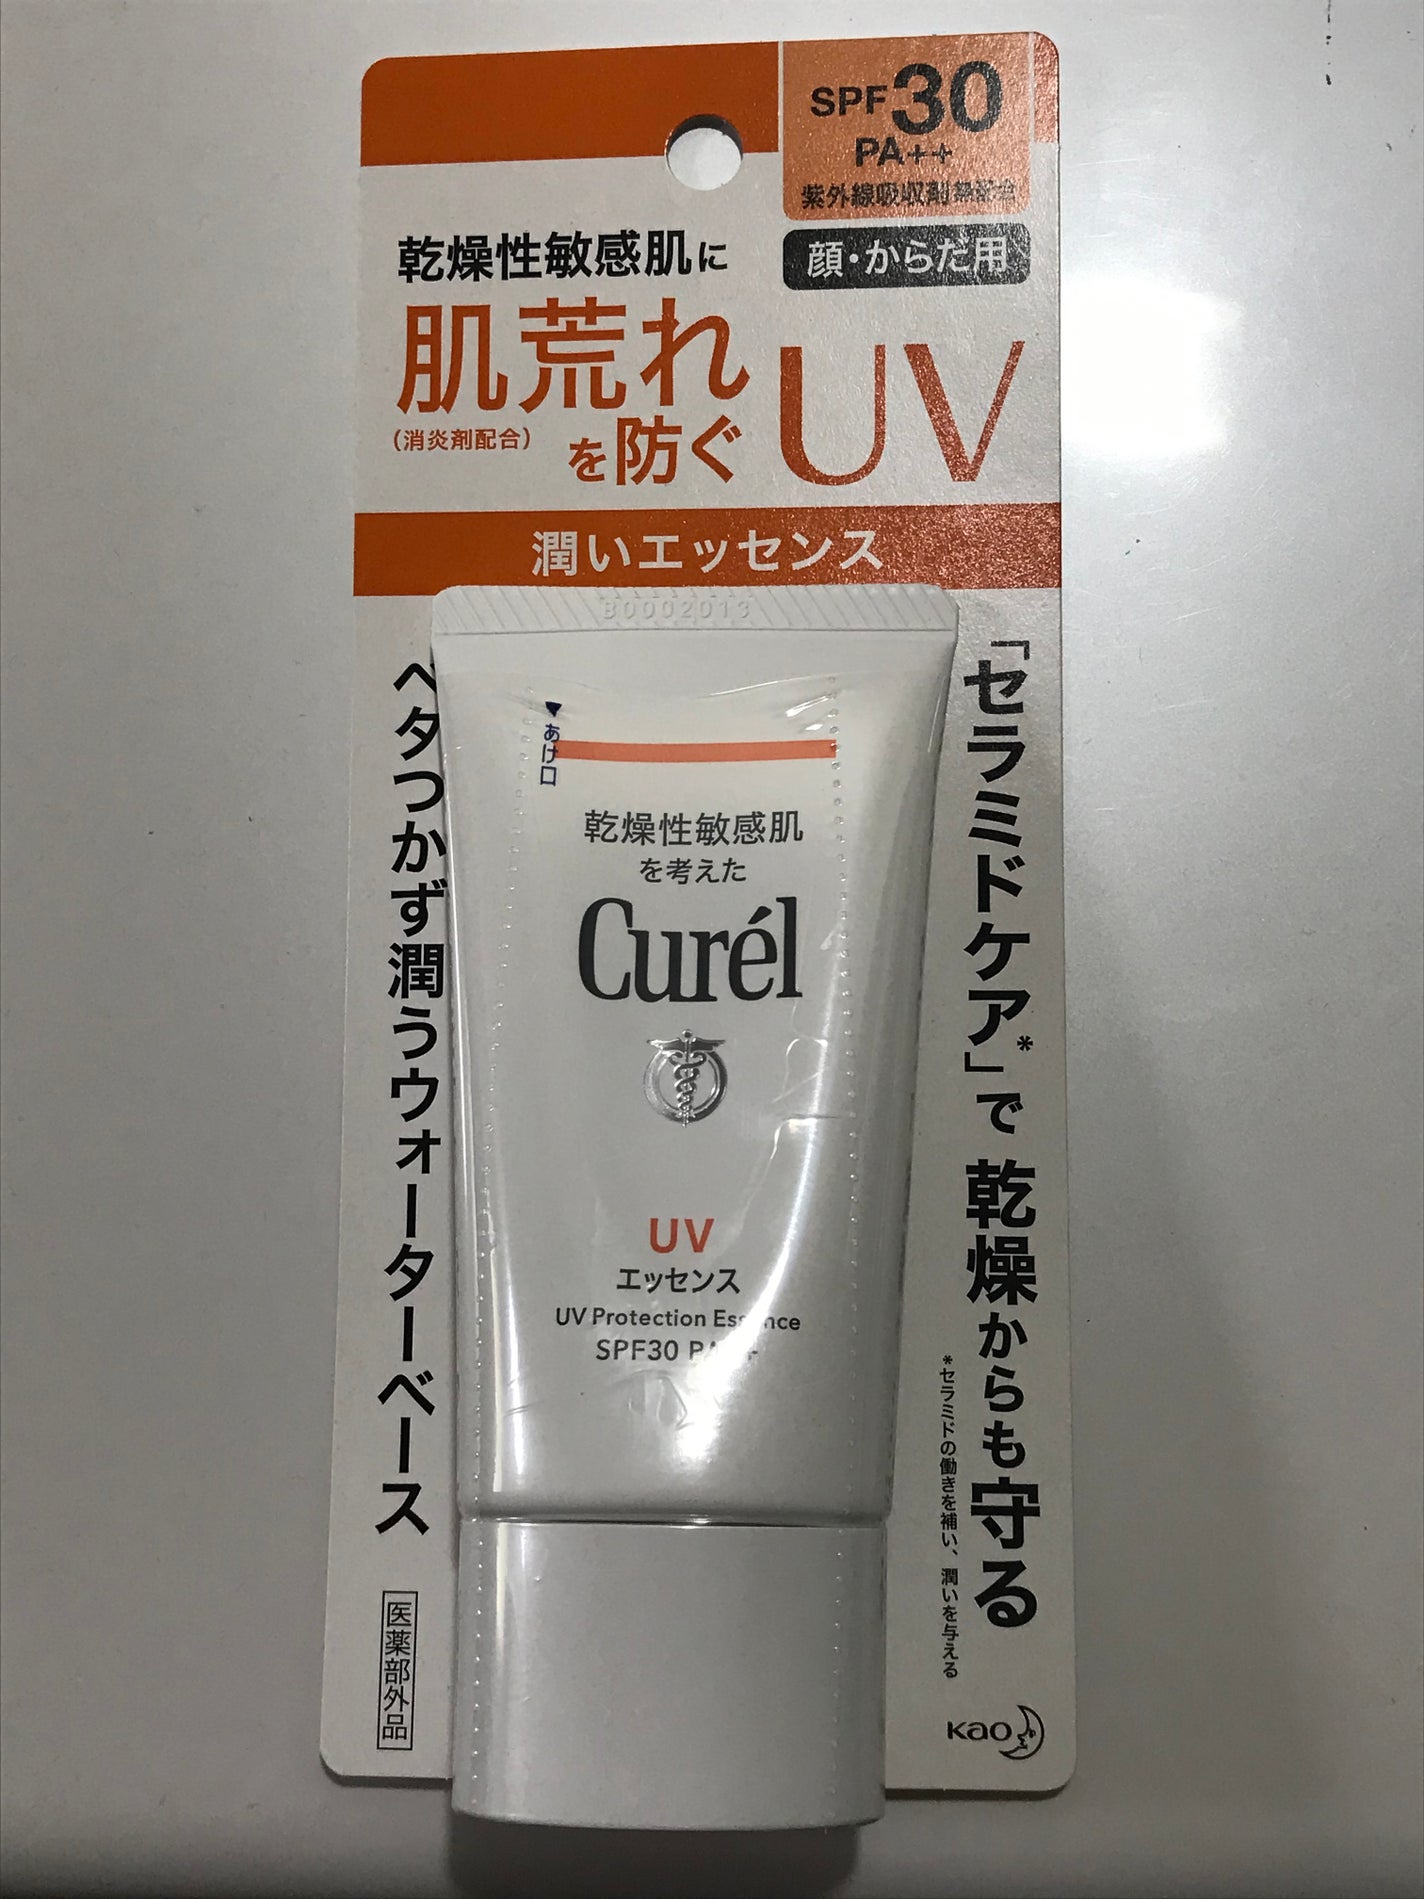 SPF30
PA++
紫外線吸収剤無配合
顔・からだ用
乾燥性敏感肌に
肌荒れ
(消炎剤配合)
を防ぐ
UV
潤いエッセンス
B0002013
ベタつかず潤うウォーターベース
「セラミドケア*」で 乾燥からも守る
*セラミドの働きを補い、潤いを与える
あけ口
乾燥性敏感肌
を考えた
Curél
UV
エッセンス
UV Protection
SPF30
医薬部外品
Kao